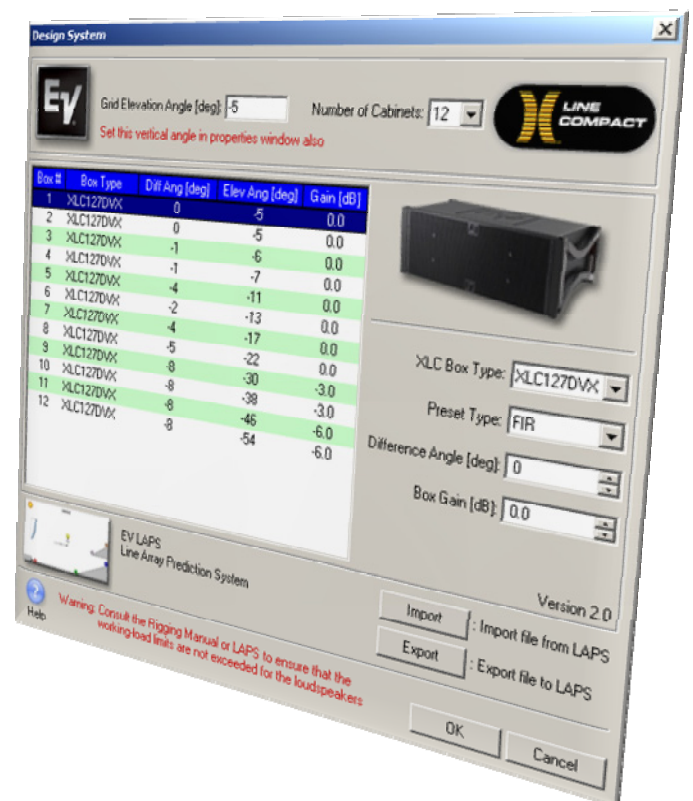 Design System
EV
Grid Elevation Angle [deg]: -5
Number of Cabinets: 12
LINE
COMPACT
Set this vertical angle in properties window also
Box # Box Type Diff Ang [deg] Elev Ang [deg] Gain [dB]
1 XLC127DVX 0 -5 0.0
2 XLC127DVX 0 -5 0.0
3 XLC127DVX -1 -6 0.0
4 XLC127DVX -1 -7 0.0
5 XLC127DVX -4 -11 0.0
6 XLC127DVX -2 -13 0.0
7 XLC127DVX -4 -17 0.0
8 XLC127DVX -5 -22 0.0
9 XLC127DVX -8 -30 -3.0
10 XLC127DVX -8 -38 -3.0
11 XLC127DVX -8 -46 -6.0
12 XLC127DVX -8 -54 -6.0
XLC Box Type: XLC127DVX
Preset Type: FIR
Difference Angle [deg]: 0
Box Gain [dB]: 0.0
EV LAPS
Line Array Prediction System
Version 2.0
Help
Warning: Consult the Rigging Manual or LAPS to ensure that the
working-load limits are not exceeded for the loudspeakers
Import : Import file from LAPS
Export : Export file to LAPS
OK
Cancel